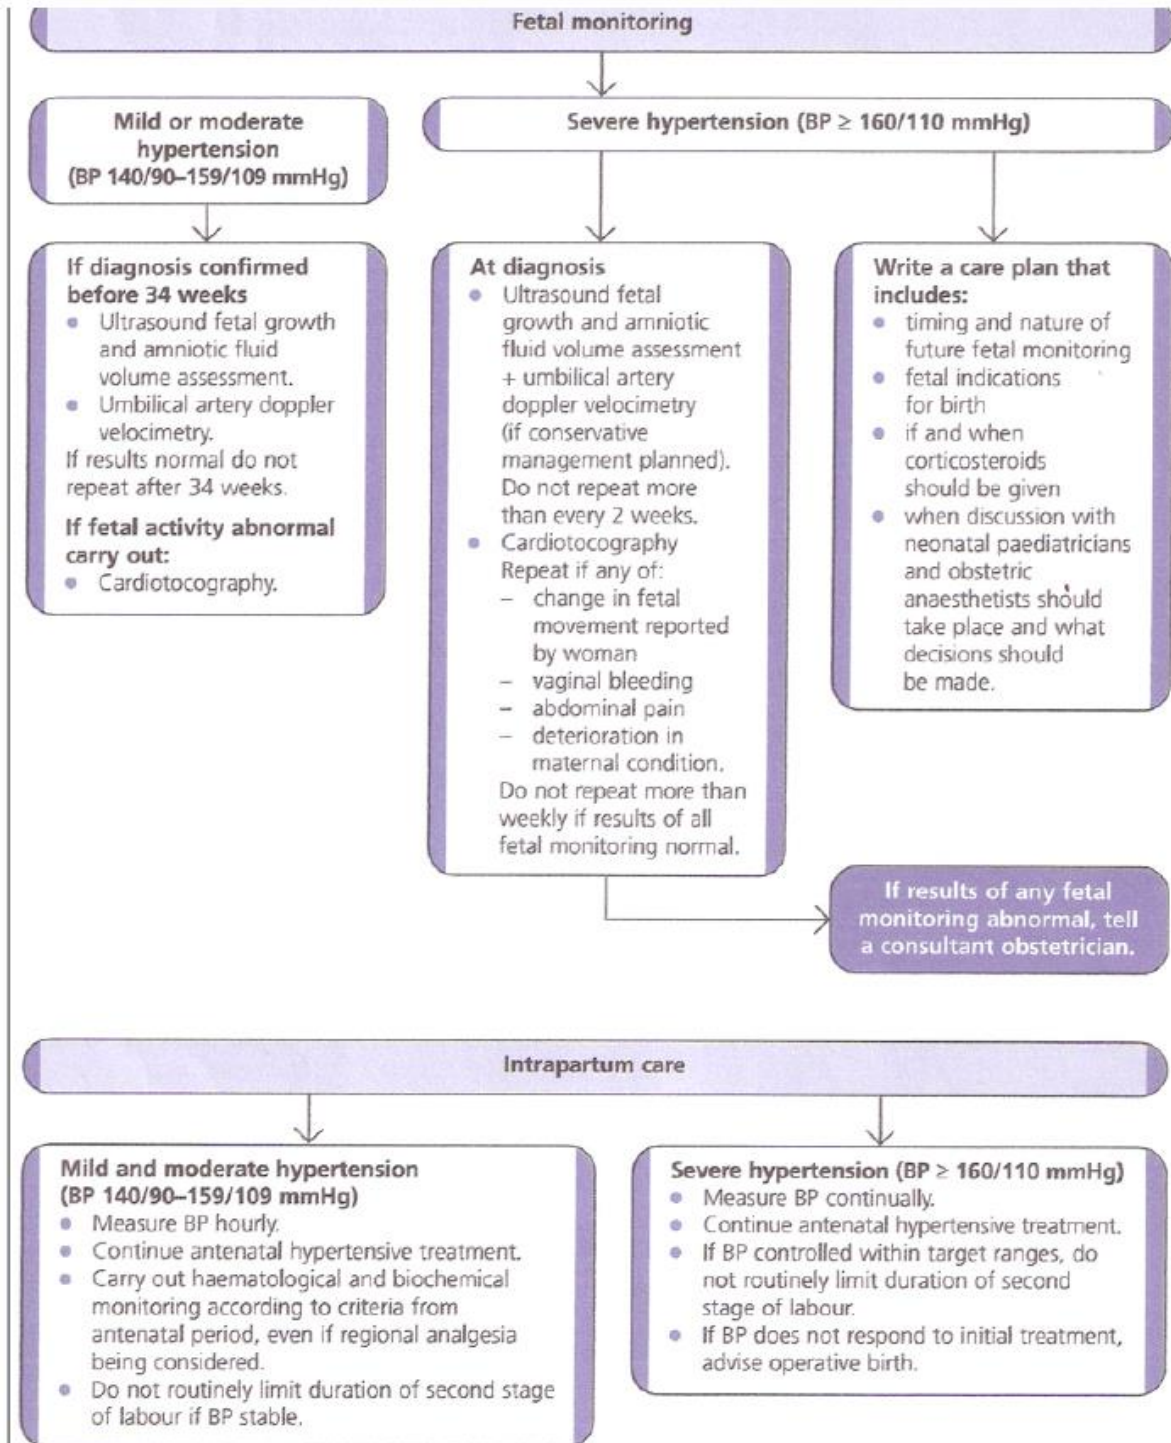 Fetal monitoring
Mild or moderate
hypertension
(BP 140/90–159/109 mmHg)
Severe hypertension (BP ≥ 160/110 mmHg)
If diagnosis confirmed
before 34 weeks
• Ultrasound fetal growth
and amniotic fluid
volume assessment.
• Umbilical artery doppler
velocimetry.
If results normal do not
repeat after 34 weeks.
If fetal activity abnormal
carry out:
• Cardiotocography.
At diagnosis
• Ultrasound fetal
growth and amniotic
fluid volume assessment
+ umbilical artery
doppler velocimetry
(if conservative
management planned).
Do not repeat more
than every 2 weeks.
• Cardiotocography
Repeat if any of:
– change in fetal
movement reported
by woman
– vaginal bleeding
– abdominal pain
– deterioration in
maternal condition.
Do not repeat more than
weekly if results of all
fetal monitoring normal.
Write a care plan that
includes:
• timing and nature of
future fetal monitoring
• fetal indications
for birth
• if and when
corticosteroids
should be given
• when discussion with
neonatal paediatricians
and obstetric
anaesthetists should
take place and what
decisions should
be made.
If results of any fetal
monitoring abnormal, tell
a consultant obstetrician.
Intrapartum care
Mild and moderate hypertension
(BP 140/90–159/109 mmHg)
• Measure BP hourly.
• Continue antenatal hypertensive treatment.
• Carry out haematological and biochemical
monitoring according to criteria from
antenatal period, even if regional analgesia
being considered.
• Do not routinely limit duration of second stage
of labour if BP stable.
Severe hypertension (BP ≥ 160/110 mmHg)
• Measure BP continually.
• Continue antenatal hypertensive treatment.
• If BP controlled within target ranges, do
not routinely limit duration of second
stage of labour.
• If BP does not respond to initial treatment,
advise operative birth.